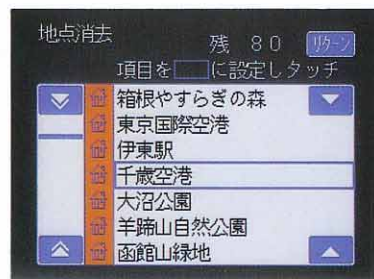 地点消去
残 80 リターン
項目を に設定しタッチ
箱根やすらぎの森
東京国際空港
伊東駅
千歳空港
大沼公園
羊蹄山自然公園
函館山緑地